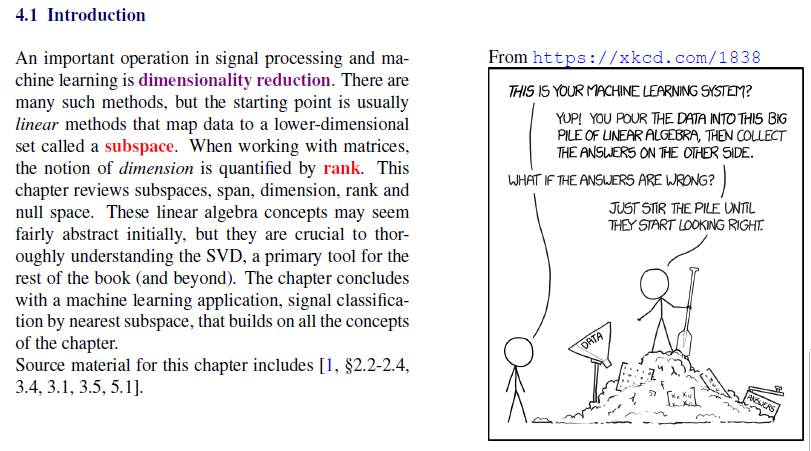 4.1 Introduction
An important operation in signal processing and ma-
chine learning is dimensionality reduction. There are
many such methods, but the starting point is usually
linear methods that map data to a lower-dimensional
set called a subspace. When working with matrices,
the notion of dimension is quantified by rank. This
chapter reviews subspaces, span, dimension, rank and
null space. These linear algebra concepts may seem
fairly abstract initially, but they are crucial to thor-
oughly understanding the SVD, a primary tool for the
rest of the book (and beyond). The chapter concludes
with a machine learning application, signal classifica-
tion by nearest subspace, that builds on all the concepts
of the chapter.
Source material for this chapter includes [1, §2.2-2.4,
3.4, 3.1, 3.5, 5.1].
From https://xkcd.com/1838
THIS IS YOUR MACHINE LEARNING SYSTEM?
YUP! YOU POUR THE DATA INTO THIS BIG
PILE OF LINEAR ALGEBRA, THEN COLLECT
THE ANSWERS ON THE OTHER SIDE.
WHAT IF THE ANSWERS ARE WRONG?
JUST STIR THE PILE UNTIL
THEY START LOOKING RIGHT.
DATA
ANSWERS